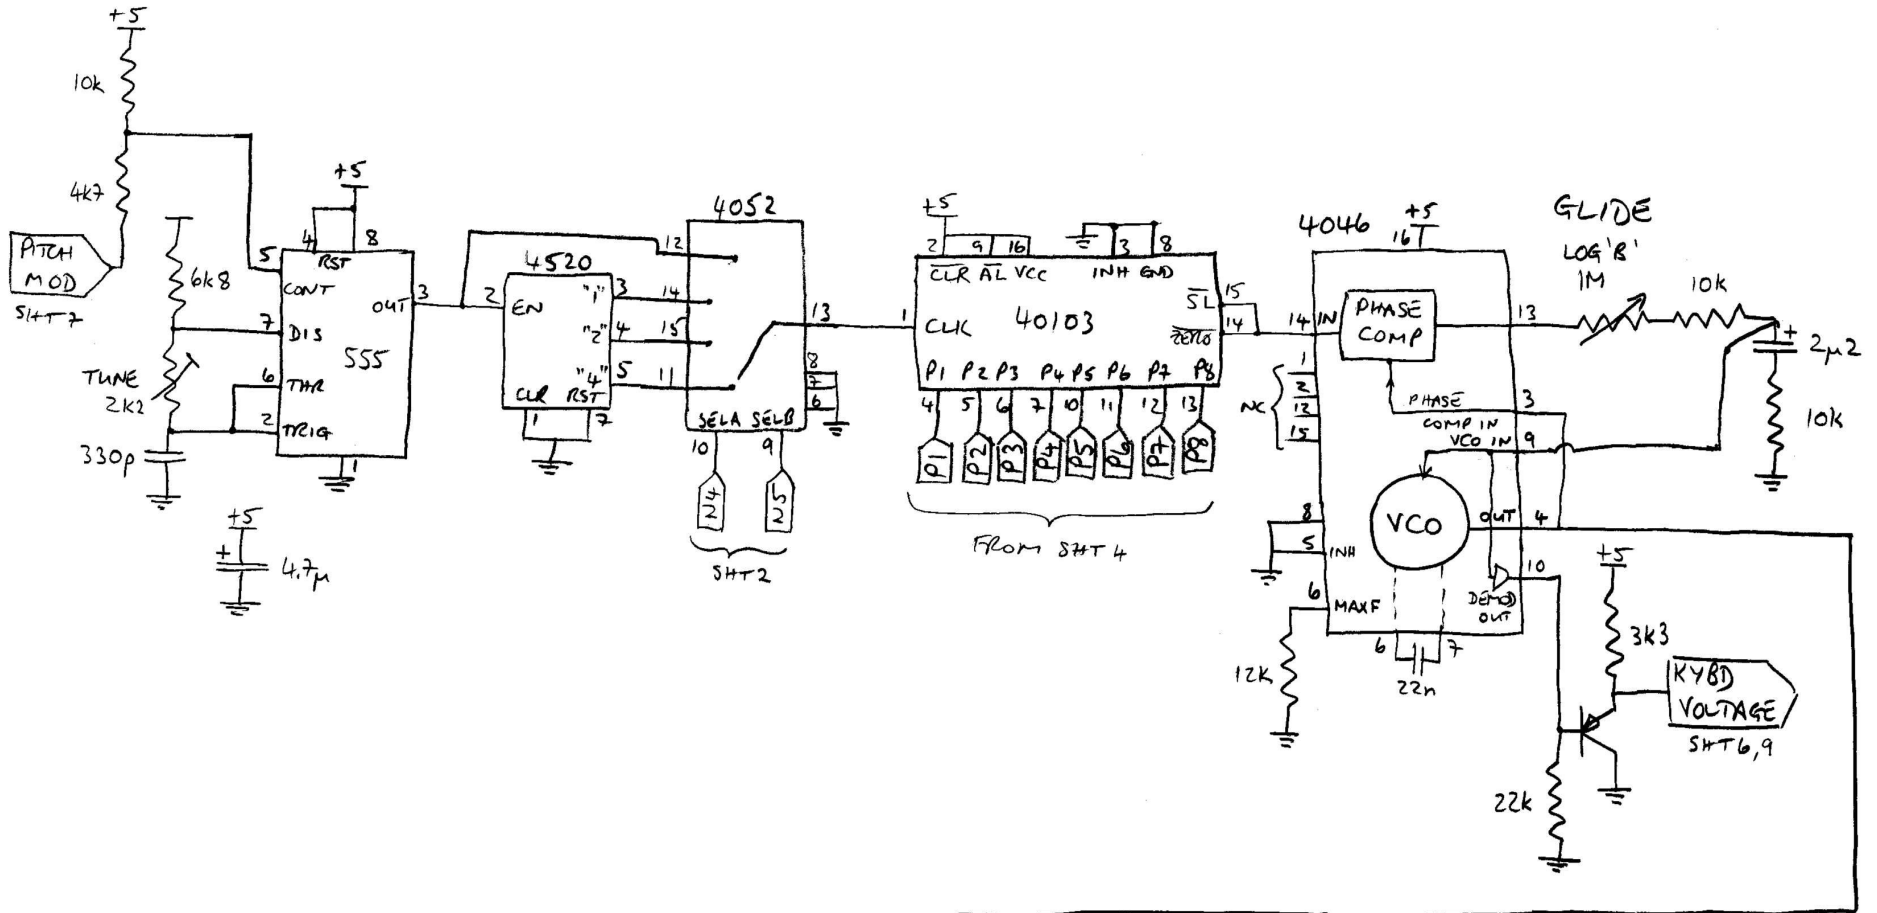 +5
10k
4k7
PITCH
MOD
SHT7
6k8
TUNE
2k2
330p
+5
+
4.7μ
+5
4
8
RST
5
CONT
7
DIS
6
THR
2
TRIG
1
555
OUT
3
4520
2
EN
"1"
3
"2"
4
"4"
5
CLR
RST
1
7
4052
12
14
15
11
13
8
7
6
SELA
SELB
10
9
24
25
SHT2
+5
2
9
16
3
8
CLR
AL
VCC
INH
GND
1
CLK
40103
SL
15
ZERO
14
P1 P2 P3 P4 P5 P6 P7 P8
4 5 6 7 10 11 12 13
P1 P2 P3 P4 P5 P6 P7 P8
FROM SHT 4
4046
+5
16
14
IN
PHASE
COMP
13
1
2
12
15
NC
PHASE
COMP IN
3
VCO IN
9
VCO
OUT
4
8
5
INH
6
MAXF
12K
10
DEMOD
OUT
6
7
22n
GLIDE
LOG 'B'
1M
10k
+
2μ2
10k
+5
3k3
KYBD
VOLTAGE
SHT6,9
22k